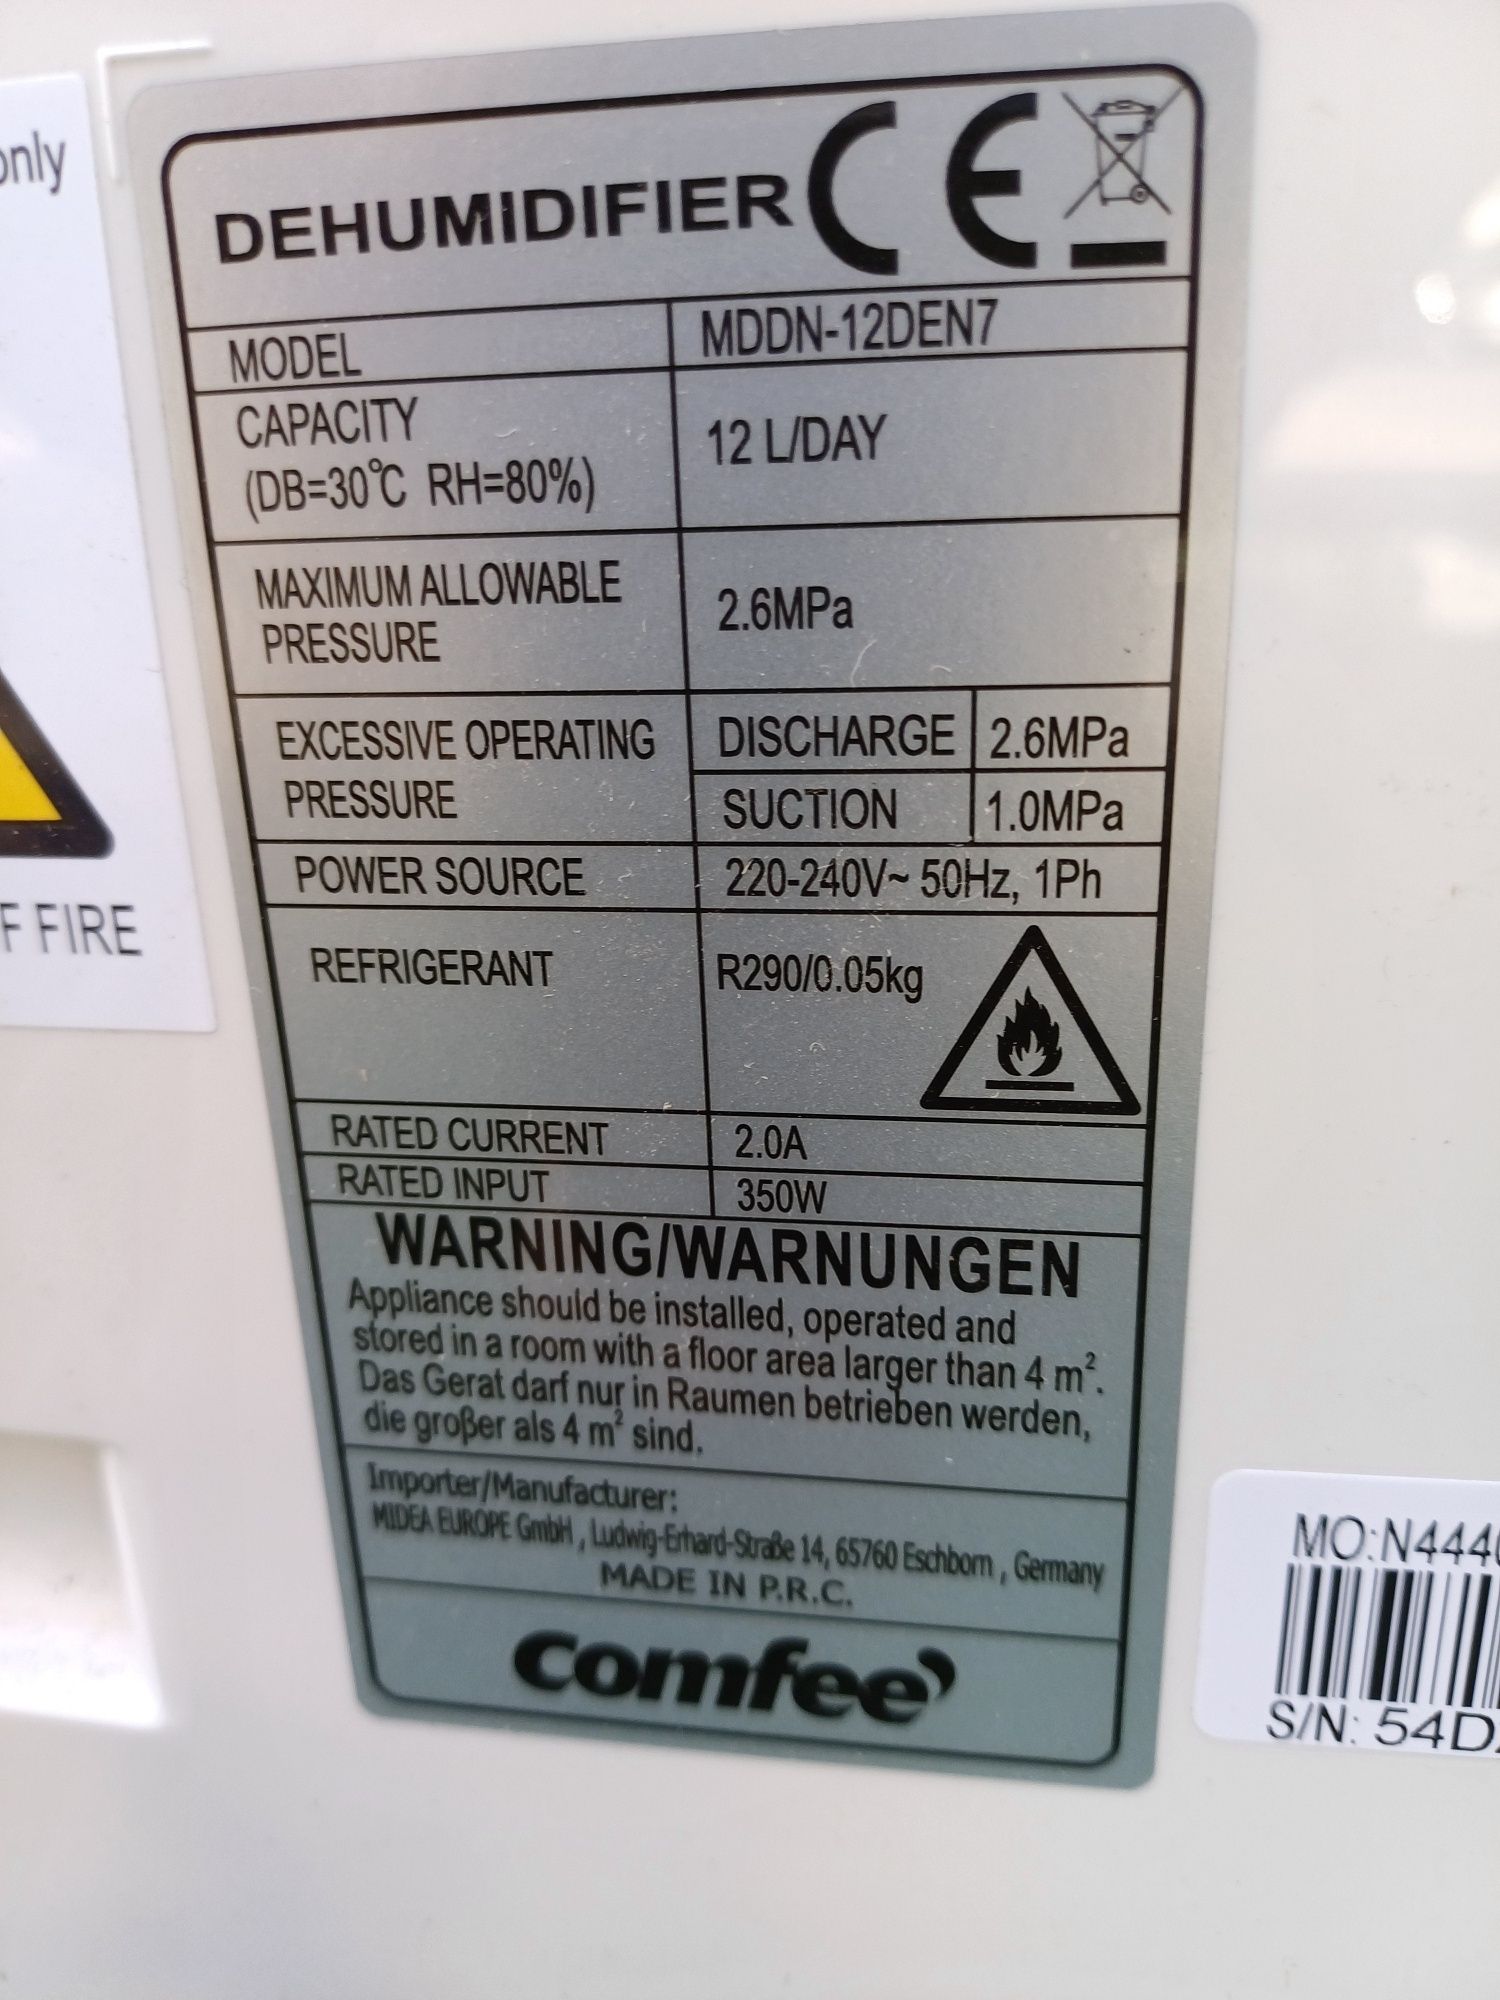 only
F FIRE
DEHUMIDIFIER CE
MODEL MDDN-12DEN7
CAPACITY
(DB=30℃ RH=80%) 12 L/DAY
MAXIMUM ALLOWABLE
PRESSURE 2.6MPa
EXCESSIVE OPERATING
PRESSURE
DISCHARGE 2.6MPa
SUCTION 1.0MPa
POWER SOURCE 220-240V~ 50Hz, 1Ph
REFRIGERANT R290/0.05kg
RATED CURRENT 2.0A
RATED INPUT 350W
WARNING/WARNUNGEN
Appliance should be installed, operated and
stored in a room with a floor area larger than 4 m².
Das Gerat darf nur in Raumen betrieben werden,
die großer als 4 m² sind.
Importer/Manufacturer:
MIDEA EUROPE GmbH , Ludwig-Erhard-Straße 14, 65760 Eschborn , Germany
MADE IN P.R.C.
comfee'
MO:N444
S/N: 54D